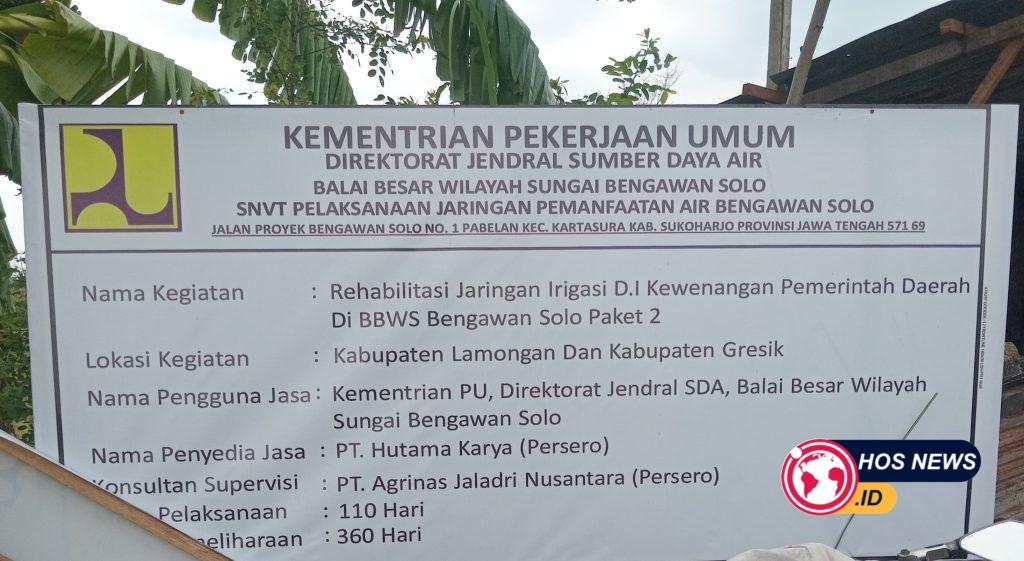 KEMENTRIAN PEKERJAAN UMUM
DIREKTORAT JENDRAL SUMBER DAYA AIR
BALAI BESAR WILAYAH SUNGAI BENGAWAN SOLO
SNVT PELAKSANAAN JARINGAN PEMANFAATAN AIR BENGAWAN SOLO
JALAN PROYEK BENGAWAN SOLO NO. 1 PABELAN KEC. KARTASURA KAB. SUKOHARJO PROVINSI JAWA TENGAH 571 69
Nama Kegiatan : Rehabilitasi Jaringan Irigasi D.I Kewenangan Pemerintah Daerah
Di BBWS Bengawan Solo Paket 2
Lokasi Kegiatan : Kabupaten Lamongan Dan Kabupaten Gresik
Nama Pengguna Jasa : Kementrian PU, Direktorat Jendral SDA, Balai Besar Wilayah
Sungai Bengawan Solo
Nama Penyedia Jasa : PT. Hutama Karya (Persero)
Konsultan Supervisi : PT. Agrinas Jaladri Nusantara (Persero)
Pelaksanaan : 110 Hari
eliharaan : 360 Hari
HOS NEWS
.ID